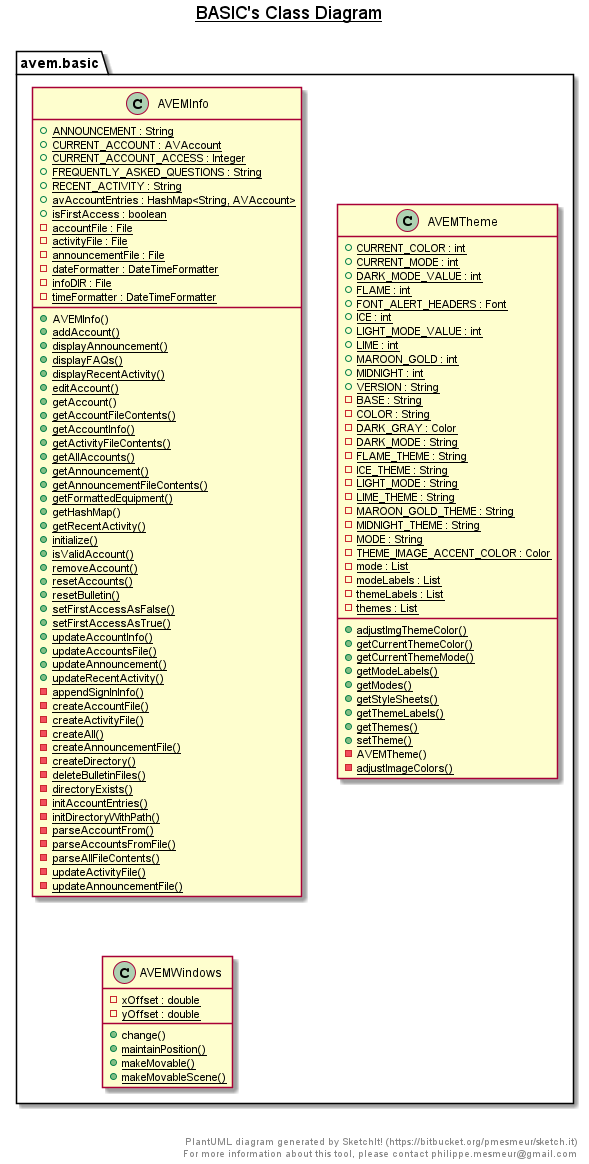 BASIC's Class Diagram
avem.basic
C AVEMInfo
ANNOUNCEMENT : String
CURRENT_ACCOUNT : AVAccount
CURRENT_ACCOUNT_ACCESS : Integer
FREQUENTLY_ASKED_QUESTIONS : String
RECENT_ACTIVITY : String
avAccountEntries : HashMap<String, AVAccount>
isFirstAccess : boolean
accountFile : File
activityFile : File
announcementFile : File
dateFormatter : DateTimeFormatter
infoDIR : File
timeFormatter : DateTimeFormatter
AVEMInfo()
addAccount()
displayAnnouncement()
displayFAQs()
displayRecentActivity()
editAccount()
getAccount()
getAccountFileContents()
getAccountInfo()
getActivityFileContents()
getAllAccounts()
getAnnouncement()
getAnnouncementFileContents()
getFormattedEquipment()
getHashMap()
getRecentActivity()
initialize()
isValidAccount()
removeAccount()
resetAccounts()
resetBulletin()
setFirstAccessAsFalse()
setFirstAccessAsTrue()
updateAccountInfo()
updateAccountsFile()
updateAnnouncement()
updateRecentActivity()
appendSignInInfo()
createAccountFile()
createActivityFile()
createAll()
createAnnouncementFile()
createDirectory()
deleteBulletinFiles()
directoryExists()
initAccountEntries()
initDirectoryWithPath()
parseAccountFrom()
parseAccountsFromFile()
parseAllFileContents()
updateActivityFile()
updateAnnouncementFile()
C AVEMTheme
CURRENT_COLOR : int
CURRENT_MODE : int
DARK_MODE_VALUE : int
FLAME : int
FONT_ALERT_HEADERS : Font
ICE : int
LIGHT_MODE_VALUE : int
LIME : int
MAROON_GOLD : int
MIDNIGHT : int
VERSION : String
BASE : String
COLOR : String
DARK_GRAY : Color
DARK_MODE : String
FLAME_THEME : String
ICE_THEME : String
LIGHT_MODE : String
LIME_THEME : String
MAROON_GOLD_THEME : String
MIDNIGHT_THEME : String
MODE : String
THEME_IMAGE_ACCENT_COLOR : Color
mode : List
modeLabels : List
themeLabels : List
themes : List
adjustImgThemeColor()
getCurrentThemeColor()
getCurrentThemeMode()
getModeLabels()
getModes()
getStyleSheets()
getThemeLabels()
getThemes()
setTheme()
AVEMTheme()
adjustImageColors()
C AVEMWindows
xOffset : double
yOffset : double
change()
maintainPosition()
makeMovable()
makeMovableScene()
PlantUML diagram generated by SketchIt! (https://bitbucket.org/pmesmeur/sketch.it)
For more information about this tool, please contact philippe.mesmeur@gmail.com